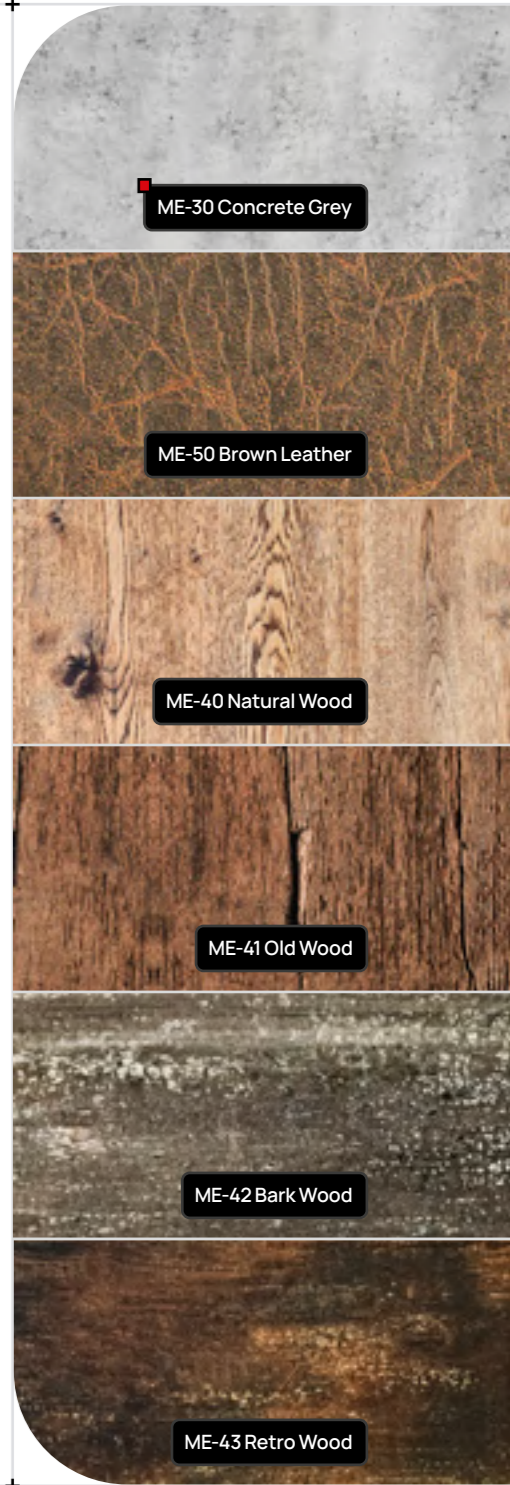 ME-30 Concrete Grey
ME-50 Brown Leather
ME-40 Natural Wood
ME-41 Old Wood
ME-42 Bark Wood
ME-43 Retro Wood